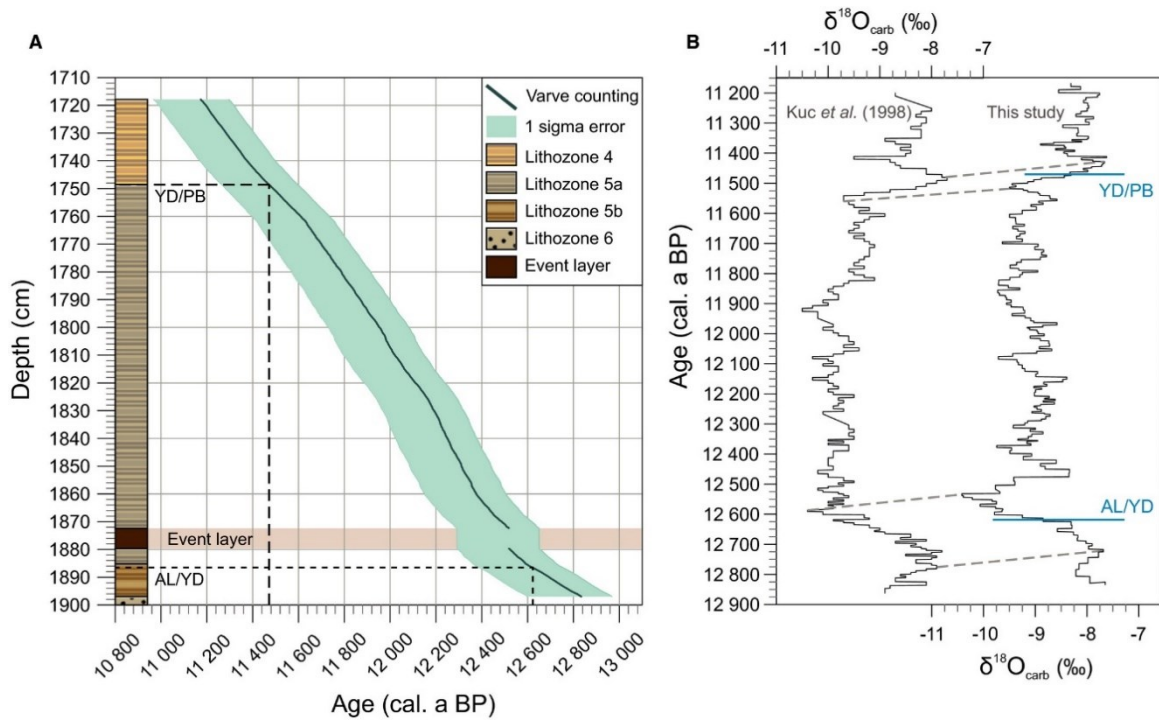 A
1710
1720
1730
1740
1750
1760
1770
1780
1790
1800
1810
1820
1830
1840
1850
1860
1870
1880
1890
1900
Depth (cm)
YD/PB
Event layer
AL/YD
Varve counting
1 sigma error
Lithozone 4
Lithozone 5a
Lithozone 5b
Lithozone 6
Event layer
10 800
11 000
11 200
11 400
11 800
12 000
12 200
12 400
12 600
12 800
13 000
Age (cal. a BP)
B
δ¹⁸Ocarb (‰)
-11 -10 -9 -8 -7
Kuc et al. (1998)
This study
11 200
11 300
11 400
11 500
11 600
11 700
11 800
11 900
12 000
12 100
12 200
12 300
12 400
12 500
12 600
12 700
12 800
12 900
Age (cal. a BP)
YD/PB
AL/YD
-11 -10 -9 -8 -7 -6
δ¹⁸Ocarb (‰)